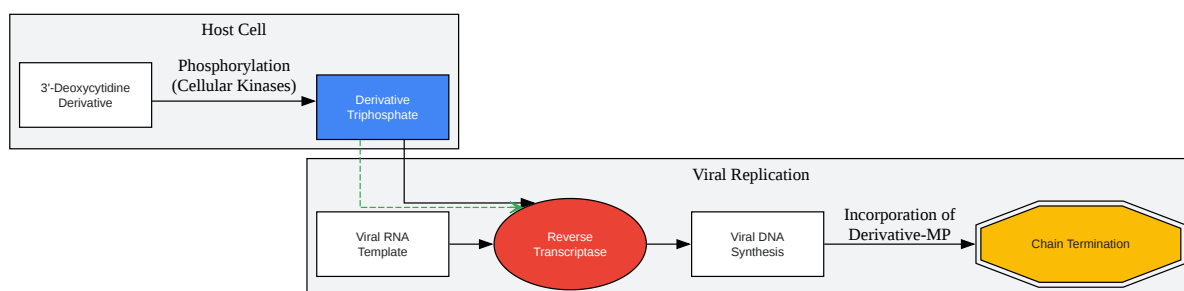 Host Cell
3'-Deoxycytidine
Derivative
Phosphorylation
(Cellular Kinases)
Derivative
Triphosphate
Viral Replication
Viral RNA
Template
Reverse
Transcriptase
Viral DNA
Synthesis
Incorporation of
Derivative-MP
Chain Termination